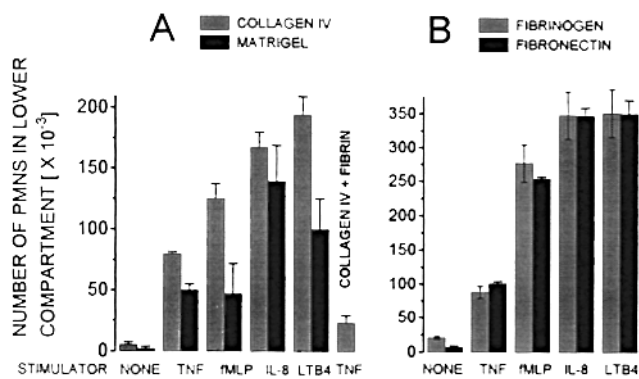 A
COLLAGEN IV
MATRIGEL
NUMBER OF PMNS IN LOWER
COMPARTMENT [ X 10-3]
200
150
100
50
0
COLLAGEN IV + FIBRIN
STIMULATOR NONE TNF fMLP IL-8 LTB4 TNF
B
FIBRINOGEN
FIBRONECTIN
350
300
250
200
150
100
50
0
NONE TNF fMLP IL-8 LTB4